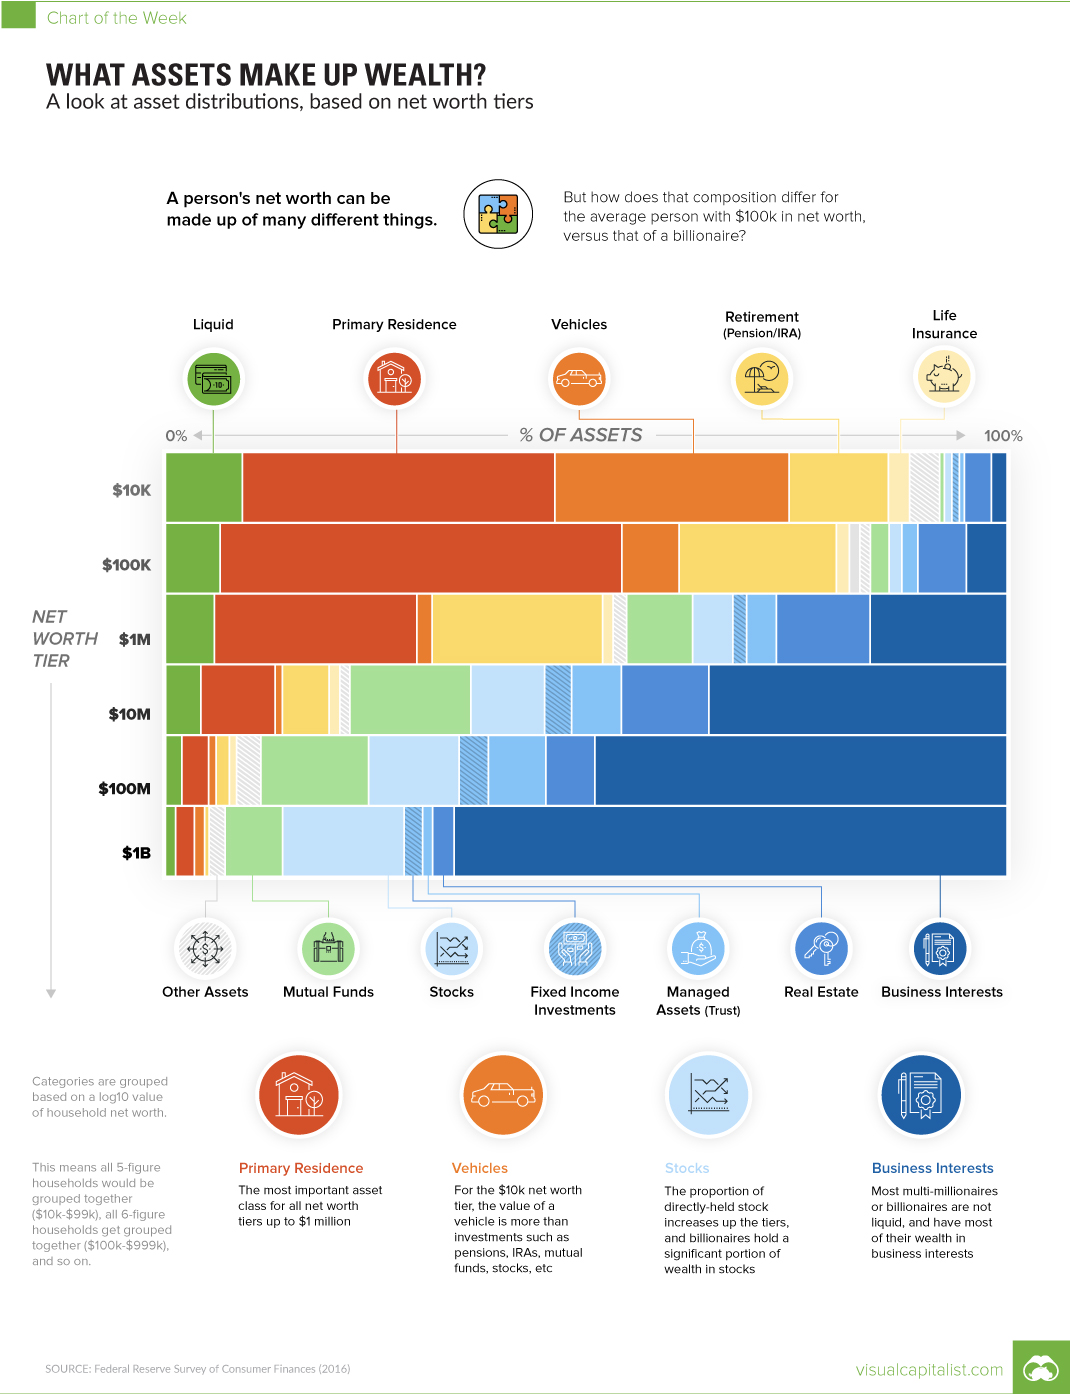 Chart of the Week
WHAT ASSETS MAKE UP WEALTH?
A look at asset distributions, based on net worth tiers
A person's net worth can be
made up of many different things.
But how does that composition differ for
the average person with $100k in net worth,
versus that of a billionaire?
Liquid
Primary Residence
Vehicles
Retirement
(Pension/IRA)
Life
Insurance
·10·
0%
% OF ASSETS
100%
$10K
$100K
NET
WORTH
TIER
$1M
$10M
$100M
$1B
$
$
Other Assets
Mutual Funds
Stocks
Fixed Income
Investments
Managed
Assets (Trust)
Real Estate
Business Interests
Categories are grouped
based on a log10 value
of household net worth.
This means all 5-figure
households would be
grouped together
($10k-$99k), all 6-figure
households get grouped
together ($100k-$999k),
and so on.
Primary Residence
The most important asset
class for all net worth
tiers up to $1 million
Vehicles
For the $10k net worth
tier, the value of a
vehicle is more than
investments such as
pensions, IRAs, mutual
funds, stocks, etc
Stocks
The proportion of
directly-held stock
increases up the tiers,
and billionaires hold a
significant portion of
wealth in stocks
Business Interests
Most multi-millionaires
or billionaires are not
liquid, and have most
of their wealth in
business interests
SOURCE: Federal Reserve Survey of Consumer Finances (2016)
visualcapitalist.com